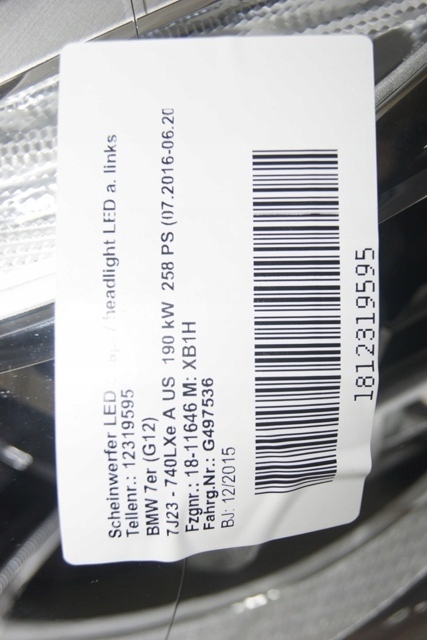 Scheinwerfer LED headlight LED a. links
Teilenr.: 12319595
BMW 7er (G12)
7J23 - 740LXe A US 190 kW 258 PS (07.2016-06.20
Fzgnr.: 18-11646 M: XB1H
Fahrg.Nr.: G497536
BJ: 12/2015
1812319595